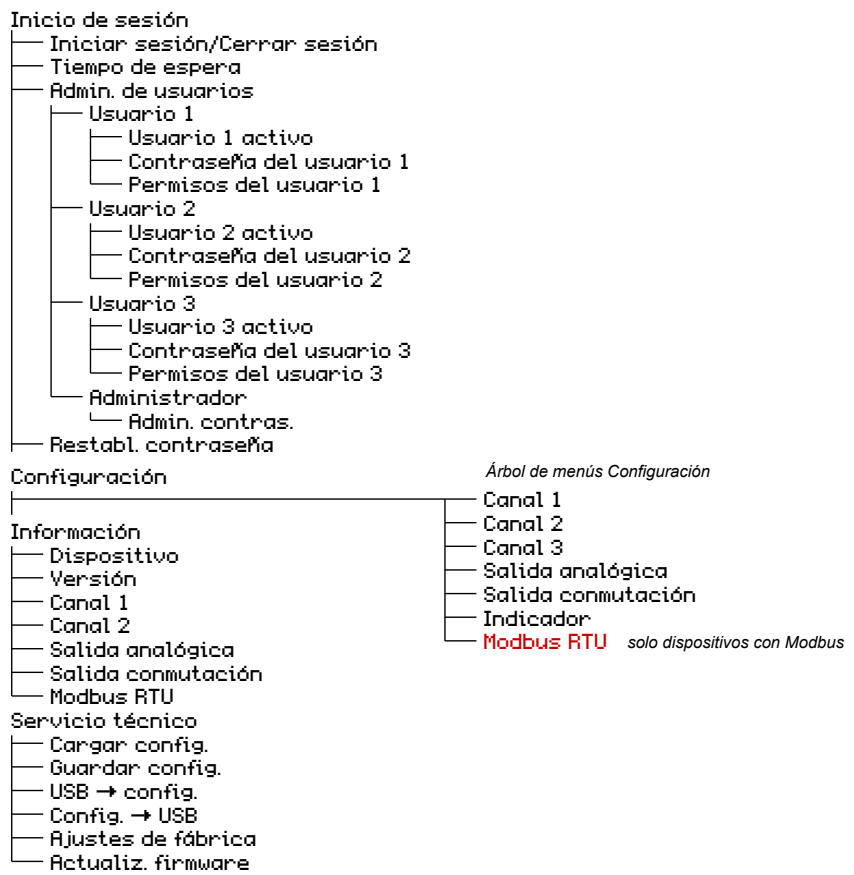 Inicio de sesión
Iniciar sesión/Cerrar sesión
Tiempo de espera
Admin. de usuarios
Usuario 1
Usuario 1 activo
Contraseña del usuario 1
Permisos del usuario 1
Usuario 2
Usuario 2 activo
Contraseña del usuario 2
Permisos del usuario 2
Usuario 3
Usuario 3 activo
Contraseña del usuario 3
Permisos del usuario 3
Administrador
Admin. contras.
Restabl. contraseña
Configuración
Árbol de menús Configuración
Canal 1
Canal 2
Canal 3
Salida analógica
Salida conmutación
Indicador
Modbus RTU solo dispositivos con Modbus
Información
Dispositivo
Versión
Canal 1
Canal 2
Salida analógica
Salida conmutación
Modbus RTU
Servicio técnico
Cargar config.
Guardar config.
USB → config.
Config. → USB
Ajustes de fábrica
Actualiz. firmware